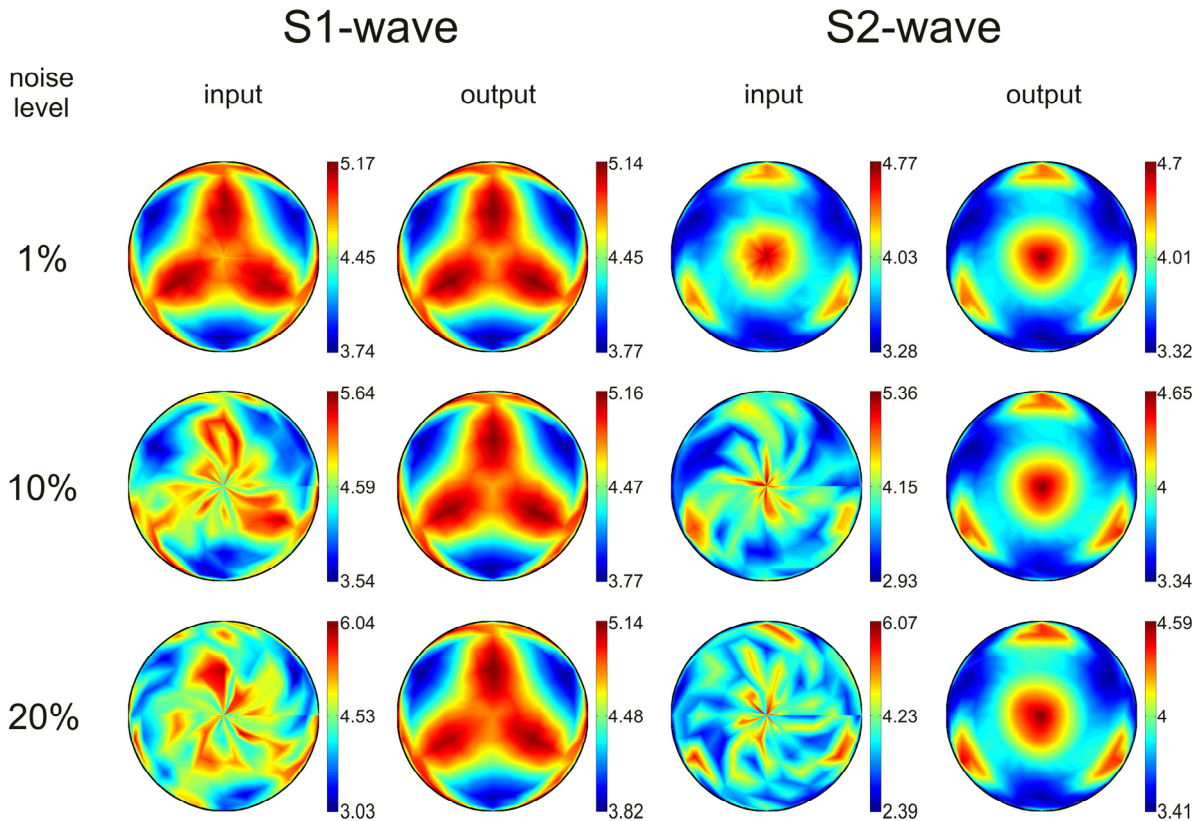 S1-wave S2-wave
noise
level
input output input output
5.17 5.14 4.77 4.7
1% 4.45 4.45 4.03 4.01
3.74 3.77 3.28 3.32
5.64 5.16 5.36 4.65
10% 4.59 4.47 4.15 4
3.54 3.77 2.93 3.34
6.04 5.14 6.07 4.59
20% 4.53 4.48 4.23 4
3.03 3.82 2.39 3.41